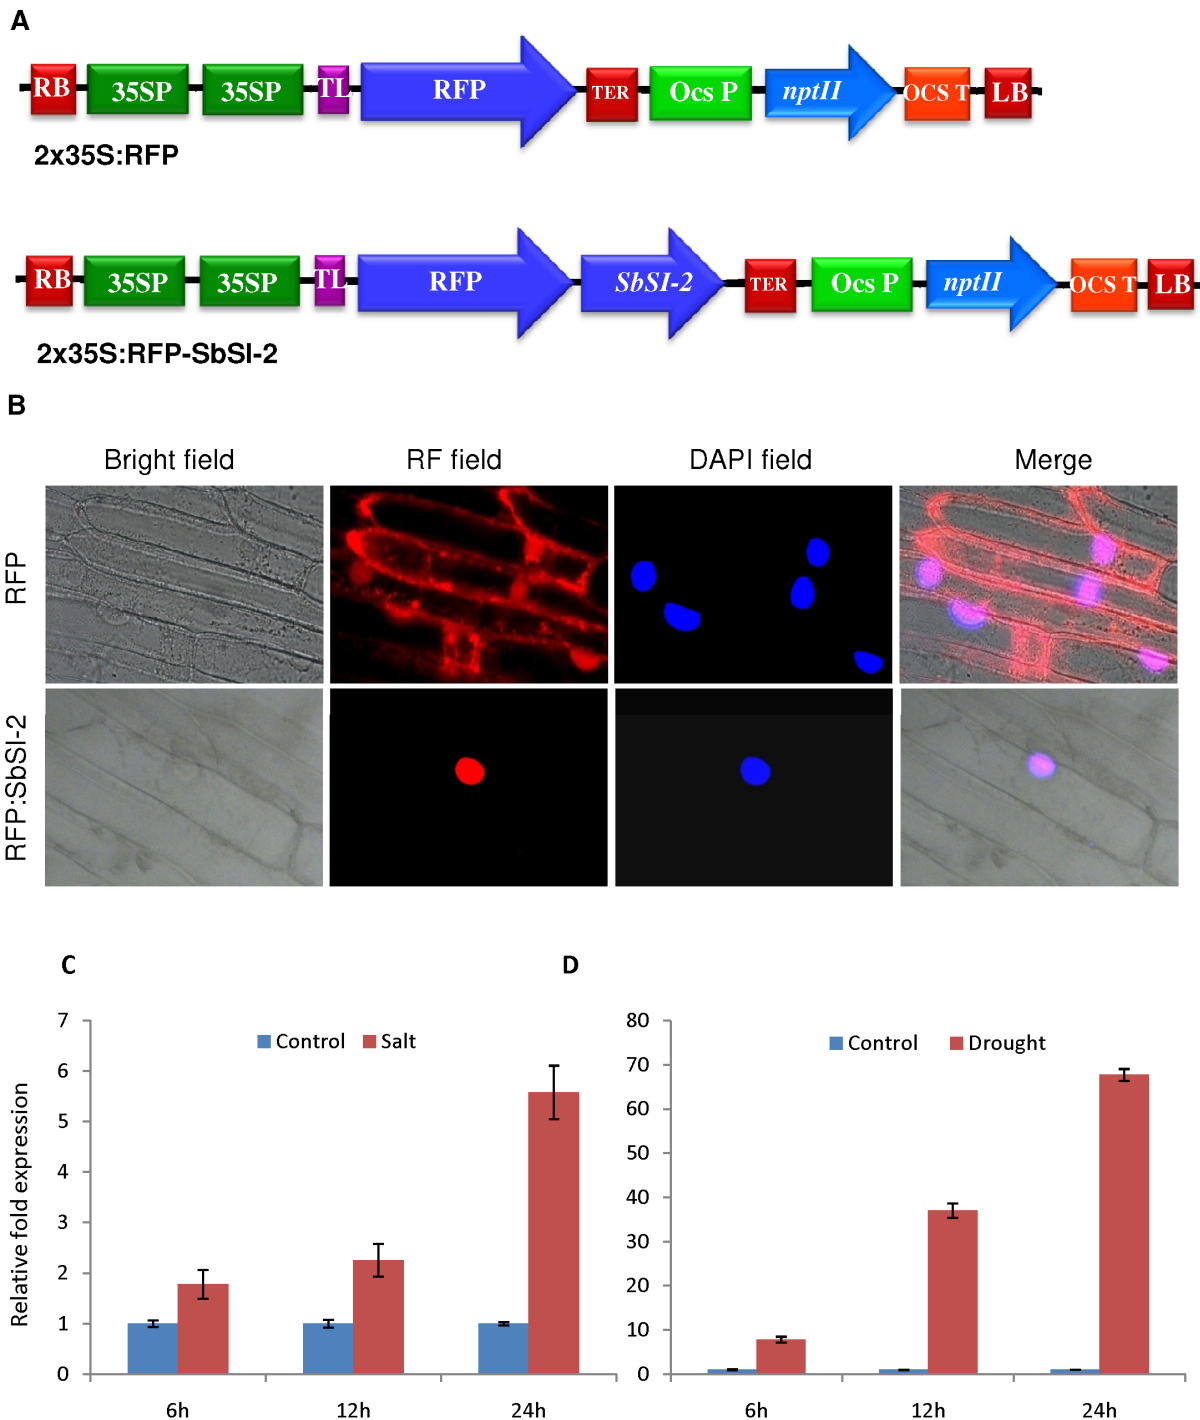 A
RB 35SP 35SP TL RFP TER Ocs P nptII OCS T LB
2x35S:RFP
RB 35SP 35SP TL RFP SbSI-2 TER Ocs P nptII OCS T LB
2x35S:RFP-SbSI-2
B
Bright field RF field DAPI field Merge
RFP
RFP:SbSI-2
C
Control Salt
Relative fold expression
7
6
5
4
3
2
1
0
6h 12h 24h
D
Control Drought
80
70
60
50
40
30
20
10
0
6h 12h 24h